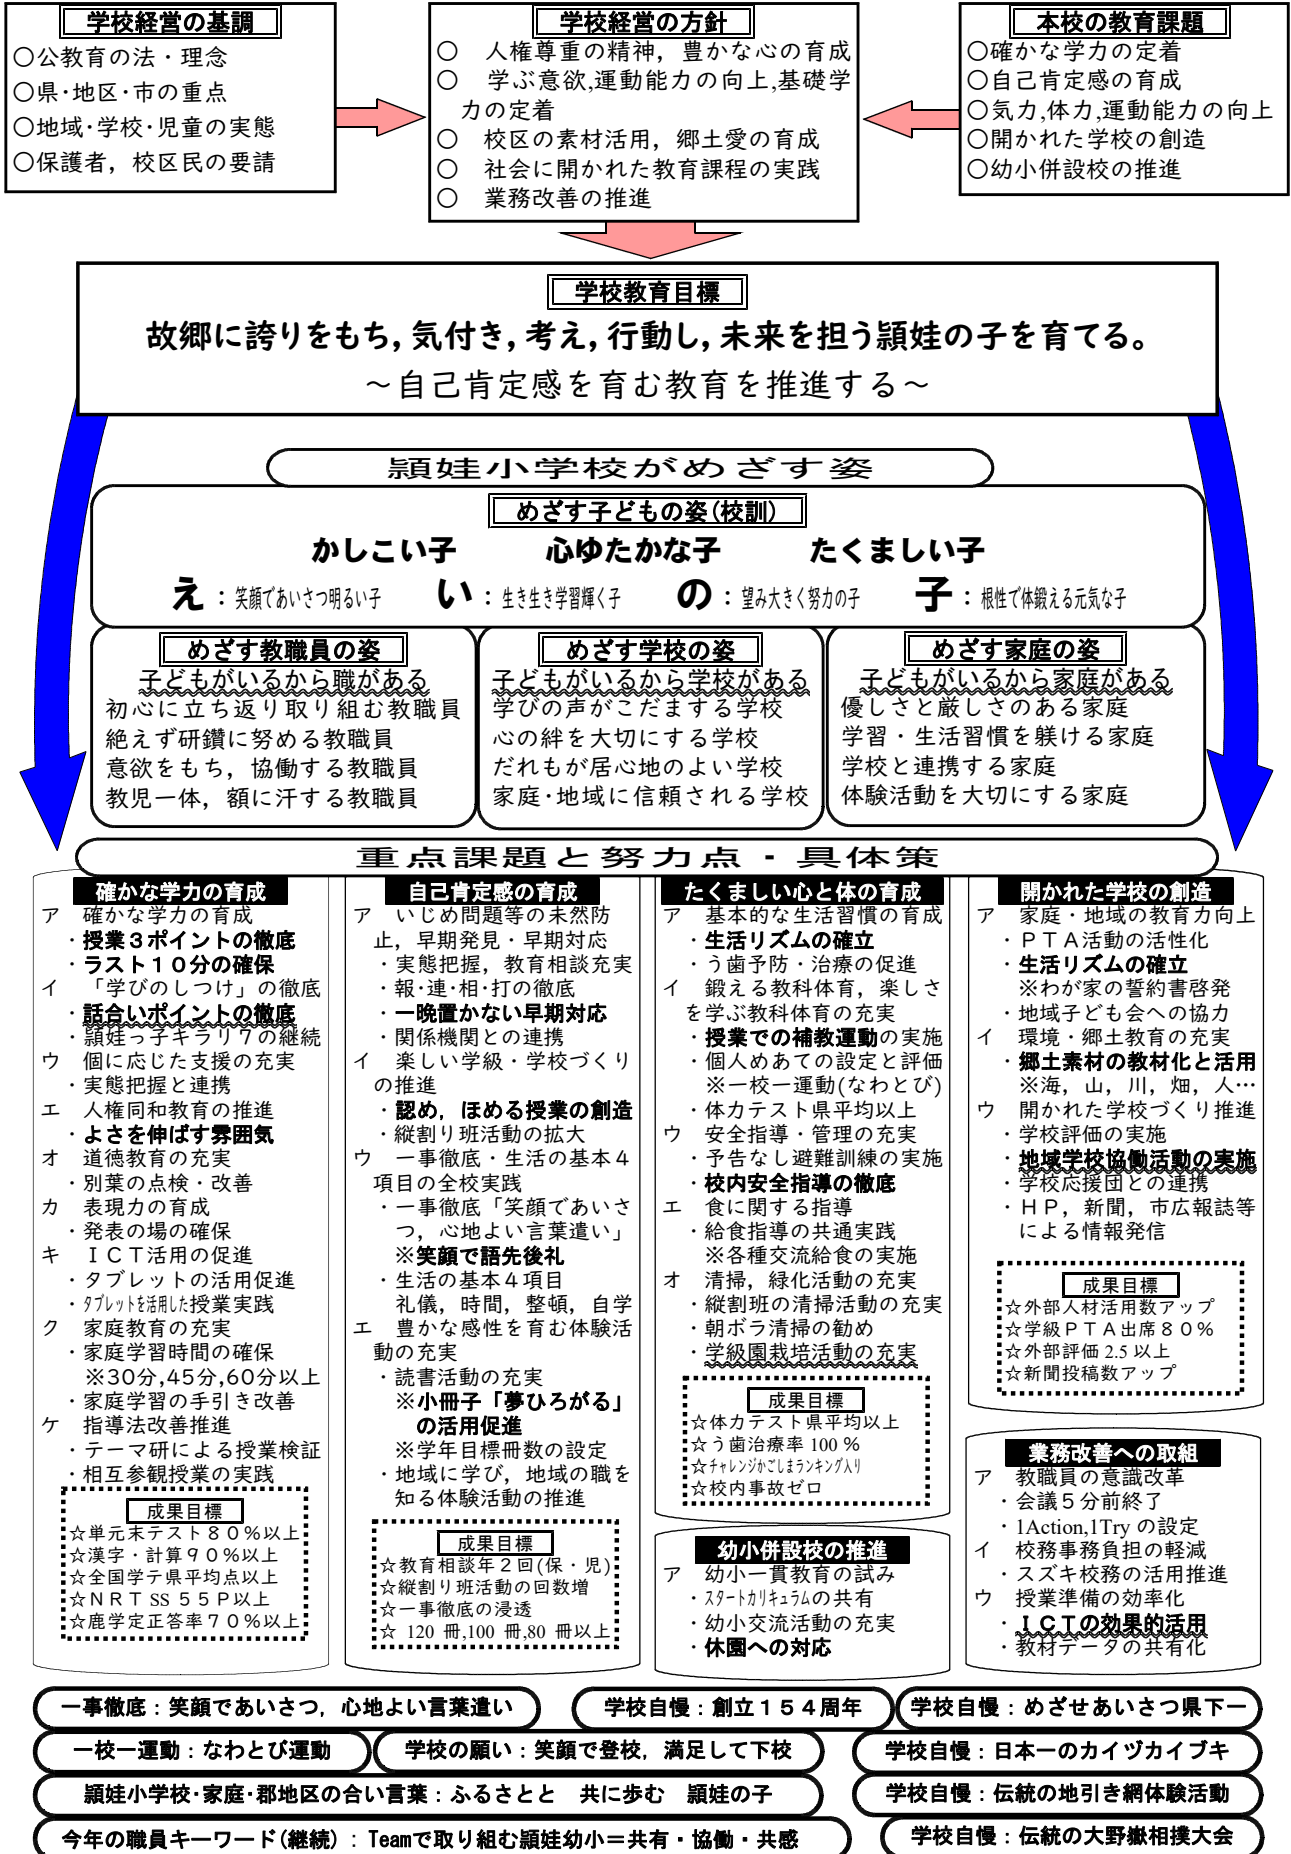 学校経営の基調
○公教育の法・理念
○県・地区・市の重点
○地域・学校・児童の実態
○保護者，校区民の要請
学校経営の方針
○　人権尊重の精神，豊かな心の育成
○　学ぶ意欲,運動能力の向上,基礎学
力の定着
○　校区の素材活用，郷土愛の育成
○　社会に開かれた教育課程の実践
○　業務改善の推進
本校の教育課題
○確かな学力の定着
○自己肯定感の育成
○気力,体力,運動能力の向上
○開かれた学校の創造
○幼小併設校の推進
学校教育目標
故郷に誇りをもち，気付き，考え，行動し，未来を担う頴娃の子を育てる。
～自己肯定感を育む教育を推進する～
頴娃小学校がめざす姿
めざす子どもの姿（校訓）
かしこい子　心ゆたかな子　たくましい子
え：笑顔であいさつ明るい子　い：生き生き学習輝く子　の：望み大きく努力の子　子：根性で体鍛える元気な子
めざす教職員の姿
子どもがいるから職がある
初心に立ち返り取り組む教職員
絶えず研鑽に努める教職員
意欲をもち，協働する教職員
教児一体，額に汗する教職員
めざす学校の姿
子どもがいるから学校がある
学びの声がこだまする学校
心の絆を大切にする学校
だれもが居心地のよい学校
家庭・地域に信頼される学校
めざす家庭の姿
子どもがいるから家庭がある
優しさと厳しさのある家庭
学習・生活習慣を躾ける家庭
学校と連携する家庭
体験活動を大切にする家庭
重点課題と努力点・具体策
確かな学力の育成
ア　確かな学力の育成
・授業３ポイントの徹底
・ラスト１０分の確保
イ　「学びのしつけ」の徹底
・話合いポイントの徹底
・頴娃っ子キラリ７の継続
ウ　個に応じた支援の充実
・実態把握と連携
エ　人権同和教育の推進
・よさを伸ばす雰囲気
オ　道徳教育の充実
・別葉の点検・改善
カ　表現力の育成
・発表の場の確保
キ　ＩＣＴ活用の促進
・タブレットの活用促進
・タブレットを活用した授業実践
ク　家庭教育の充実
・家庭学習時間の確保
※30分,45分,60分以上
・家庭学習の手引き改善
ケ　指導法改善推進
・テーマ研による授業検証
・相互参観授業の実践
成果目標
☆単元末テスト８０％以上
☆漢字・計算９０％以上
☆全国学テ県平均点以上
☆ＮＲＴ SS ５５Ｐ以上
☆鹿学定正答率７０％以上
自己肯定感の育成
ア　いじめ問題等の未然防
止，早期発見・早期対応
・実態把握，教育相談充実
・報・連・相・打の徹底
・一晩置かない早期対応
・関係機関との連携
イ　楽しい学級・学校づくり
の推進
・認め，ほめる授業の創造
・縦割り班活動の拡大
ウ　一事徹底・生活の基本４
項目の全校実践
・一事徹底「笑顔であいさ
つ，心地よい言葉遣い」
※笑顔で語先後礼
・生活の基本４項目
礼儀，時間，整頓，自学
エ　豊かな感性を育む体験活
動の充実
・読書活動の充実
※小冊子「夢ひろがる」
の活用促進
※学年目標冊数の設定
・地域に学び，地域の職を
知る体験活動の推進
成果目標
☆教育相談年２回(保・児)
☆縦割り班活動の回数増
☆一事徹底の浸透
☆ 120 冊,100 冊,80 冊以上
たくましい心と体の育成
ア　基本的な生活習慣の育成
・生活リズムの確立
・う歯予防・治療の促進
イ　鍛える教科体育，楽しさ
を学ぶ教科体育の充実
・授業での補教運動の実施
・個人めあての設定と評価
※一校一運動(なわとび)
・体力テスト県平均以上
ウ　安全指導・管理の充実
・予告なし避難訓練の実施
・校内安全指導の徹底
エ　食に関する指導
・給食指導の共通実践
※各種交流給食の実施
オ　清掃，緑化活動の充実
・縦割班の清掃活動の充実
・朝ボラ清掃の勧め
・学級園栽培活動の充実
成果目標
☆体力テスト県平均以上
☆う歯治療率 100 ％
☆チャレンジかごしまランキング入り
☆校内事故ゼロ
幼小併設校の推進
ア　幼小一貫教育の試み
・スタートカリキュラムの共有
・幼小交流活動の充実
・休園への対応
開かれた学校の創造
ア　家庭・地域の教育力向上
・ＰＴＡ活動の活性化
・生活リズムの確立
※わが家の誓約書啓発
・地域子ども会への協力
イ　環境・郷土教育の充実
・郷土素材の教材化と活用
※海，山，川，畑，人…
ウ　開かれた学校づくり推進
・学校評価の実施
・地域学校協働活動の実施
・学校応援団との連携
・ＨＰ，新聞，市広報誌等
による情報発信
成果目標
☆外部人材活用数アップ
☆学級ＰＴＡ出席８０％
☆外部評価 2.5 以上
☆新聞投稿数アップ
業務改善への取組
ア　教職員の意識改革
・会議５分前終了
・1Action,1Try の設定
イ　校務事務負担の軽減
・スズキ校務の活用推進
ウ　授業準備の効率化
・ＩＣＴの効果的活用
・教材データの共有化
一事徹底：笑顔であいさつ，心地よい言葉遣い
学校自慢：創立１５４周年
学校自慢：めざせあいさつ県下一
一校一運動：なわとび運動
学校の願い：笑顔で登校，満足して下校
学校自慢：日本一のカイヅカイブキ
頴娃小学校・家庭・郡地区の合い言葉：ふるさとと　共に歩む　頴娃の子
学校自慢：伝統の地引き網体験活動
今年の職員キーワード（継続）：Teamで取り組む頴娃幼小＝共有・協働・共感
学校自慢：伝統の大野嶽相撲大会